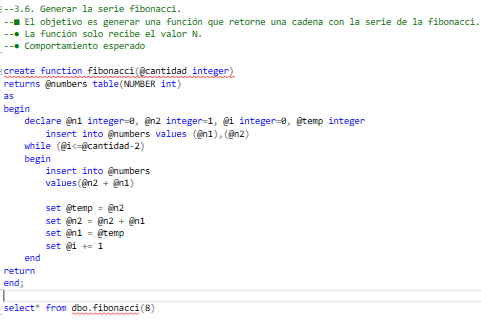 --3.6. Generar la serie fibonacci.
--■ El objetivo es generar una función que retorne una cadena con la serie de la fibonacci.
--● La función solo recibe el valor N.
--● Comportamiento esperado
create function fibonacci(@cantidad integer)
returns @numbers table(NUMBER int)
as
begin
declare @n1 integer=0, @n2 integer=1, @i integer=0, @temp integer
insert into @numbers values (@n1),(@n2)
while (@i<=@cantidad-2)
begin
insert into @numbers
values(@n2 + @n1)
set @temp = @n2
set @n2 = @n2 + @n1
set @n1 = @temp
set @i += 1
end
return
end;
select* from dbo.fibonacci(8)